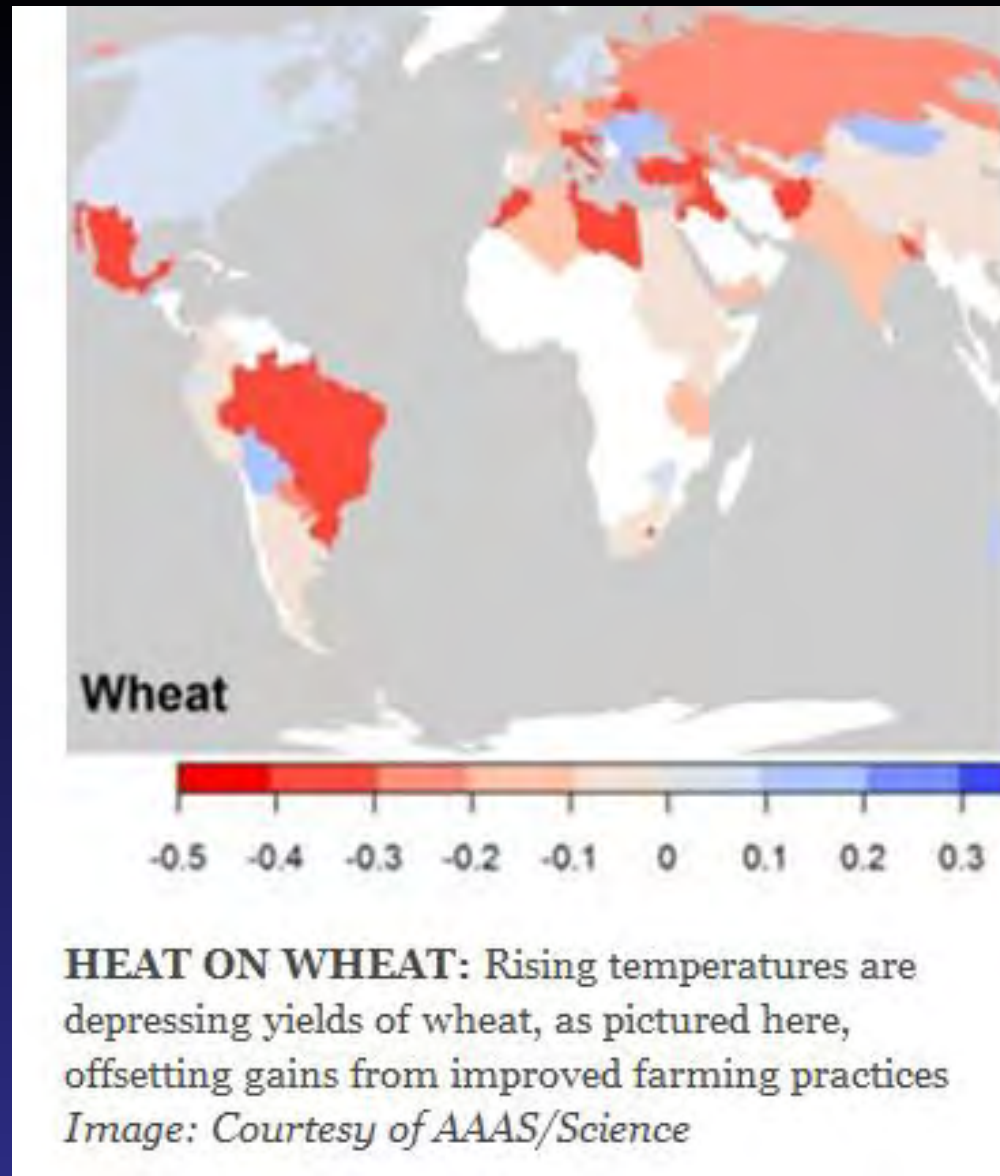 Wheat
-0.5 -0.4 -0.3 -0.2 -0.1 0 0.1 0.2 0.3
HEAT ON WHEAT: Rising temperatures are
depressing yields of wheat, as pictured here,
offsetting gains from improved farming practices
Image: Courtesy of AAAS/Science